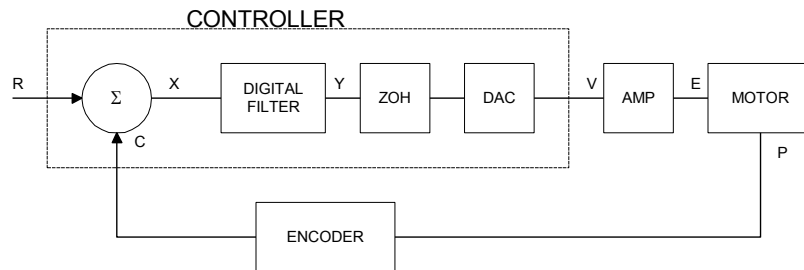 CONTROLLER
R
Σ
X
DIGITAL
FILTER
Y
ZOH
DAC
V
AMP
E
MOTOR
C
P
ENCODER